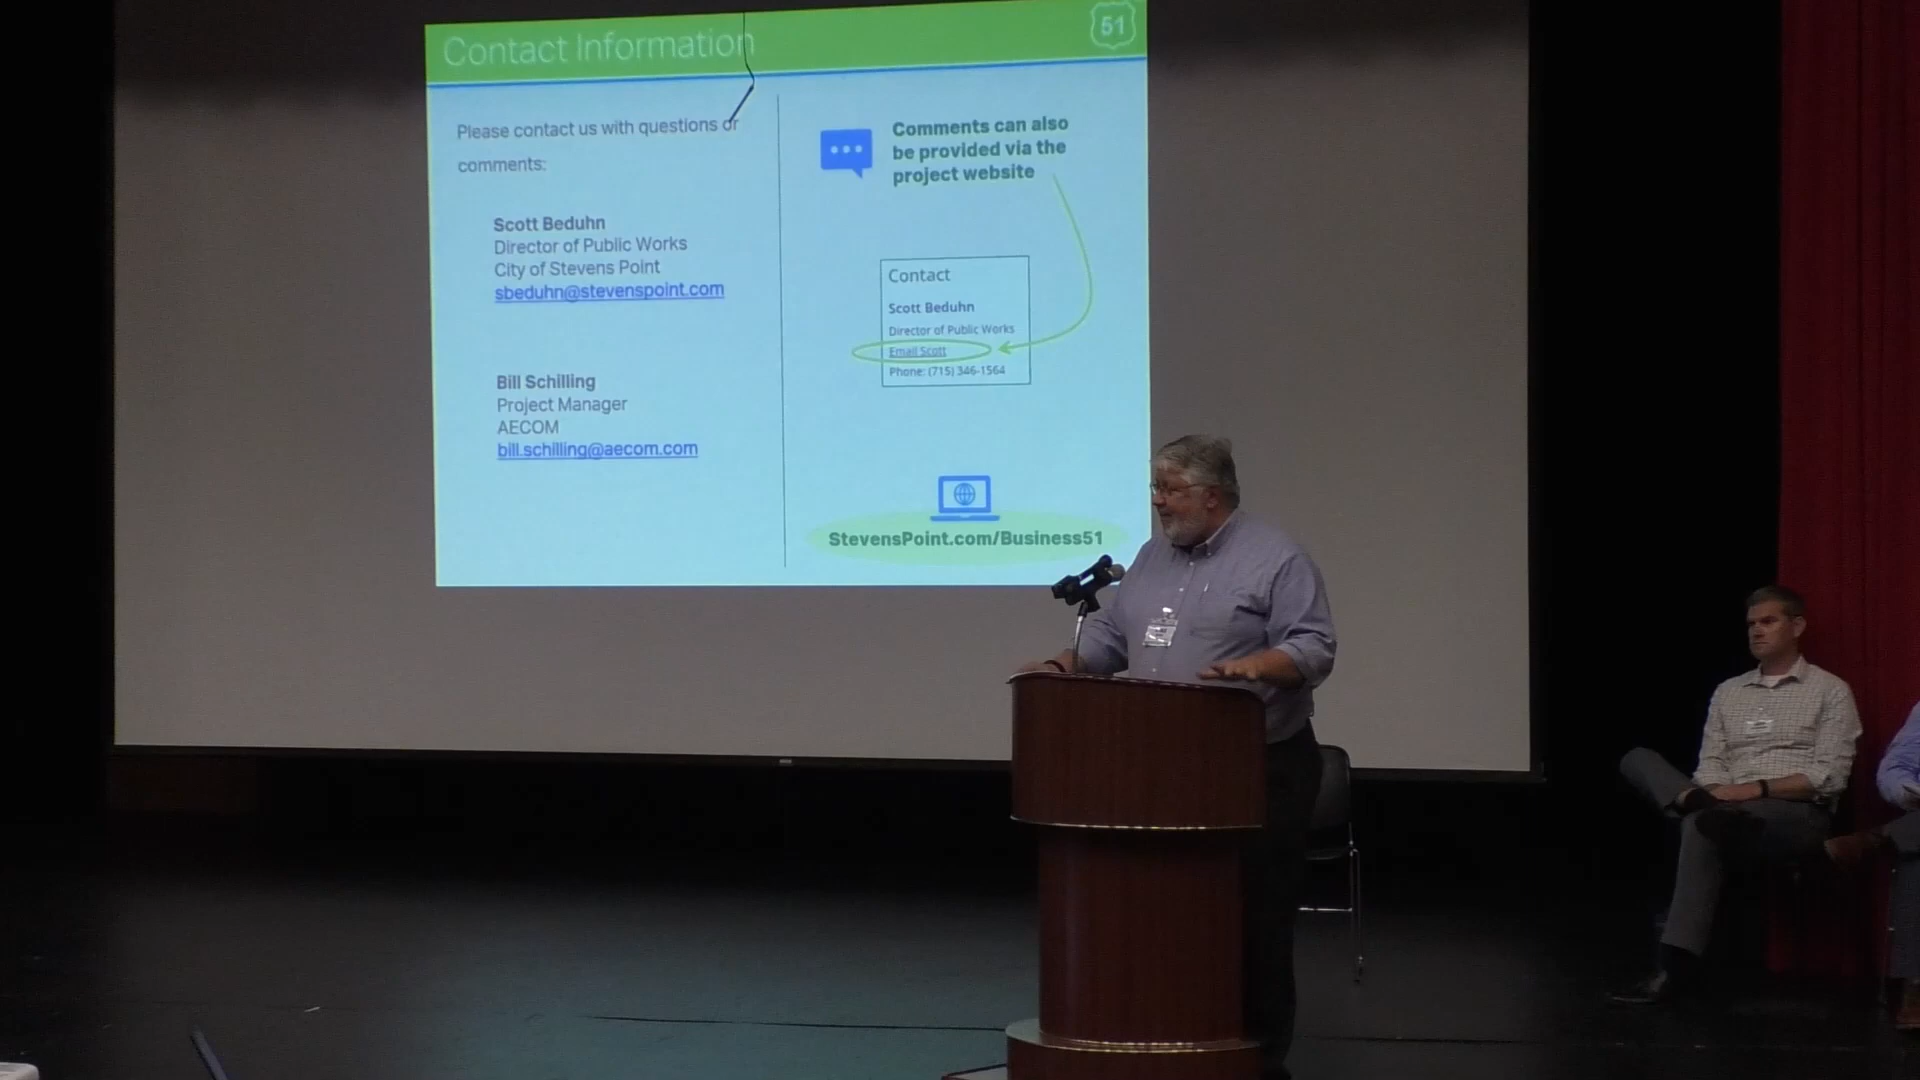 Contact Information
51
Please contact us with questions or
comments:
Scott Beduhn
Director of Public Works
City of Stevens Point
sbeduhn@stevenspoint.com
Bill Schilling
Project Manager
AECOM
bill.schilling@aecom.com
Comments can also
be provided via the
project website
Contact
Scott Beduhn
Director of Public Works
Email Scott
Phone: (715) 346-1564
StevensPoint.com/Business51